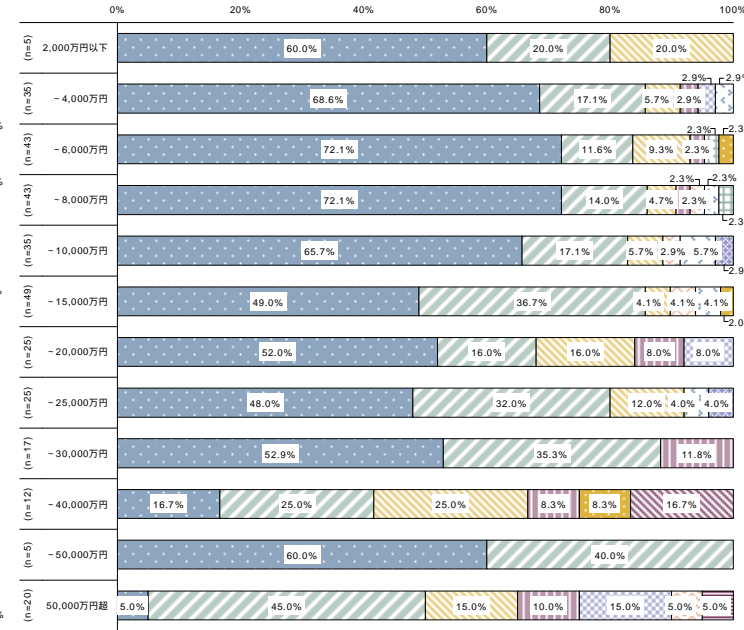 0% 20% 40% 60% 80% 100%
(n=5) 2,000万円以下 60.0% 20.0% 20.0%
2.9% 2.9%
(n=35) ~4,000万円 68.6% 17.1% 5.7% 2.9%
2.3% 2.3
(n=43) ~6,000万円 72.1% 11.6% 9.3% 2.3%
2.3% 2.3%
(n=43) ~8,000万円 72.1% 14.0% 4.7% 2.3%
2.3
(n=35) ~10,000万円 65.7% 17.1% 5.7% 2.9% 5.7%
2.9
(n=49) ~15,000万円 49.0% 36.7% 4.1% 4.1% 4.1%
2.0
(n=25) ~20,000万円 52.0% 16.0% 16.0% 8.0% 8.0%
(n=25) ~25,000万円 48.0% 32.0% 12.0% 4.0% 4.0%
(n=17) ~30,000万円 52.9% 35.3% 11.8%
(n=12) ~40,000万円 16.7% 25.0% 25.0% 8.3% 8.3% 16.7%
(n=5) ~50,000万円 60.0% 40.0%
(n=20) 50,000万円超 5.0% 45.0% 15.0% 10.0% 15.0% 5.0% 5.0%